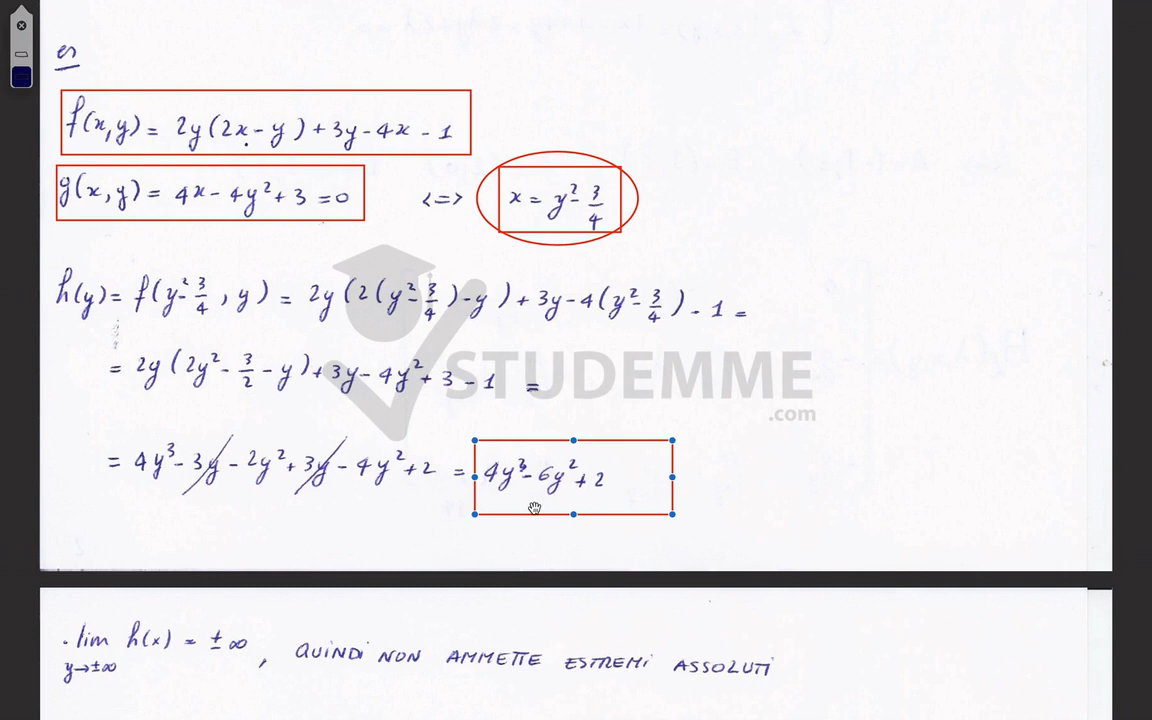 es
f(x,y) = 2y(2x-y)+3y-4x-1
g(x,y) = 4x-4y²+3=0 <=> x = y²-3/4
h(y)= f(y²-3/4, y) = 2y(2(y²-3/4)-y)+3y-4(y²-3/4)-1 =
= 2y(2y²-3/2-y)+3y-4y²+3-1 =
STUDEMME
.com
= 4y³-3y-2y²+3y-4y²+2 = 4y³-6y²+2
. lim h(x) = ±∞, QUINDI NON AMMETTE ESTREMI ASSOLUTI
y→±∞